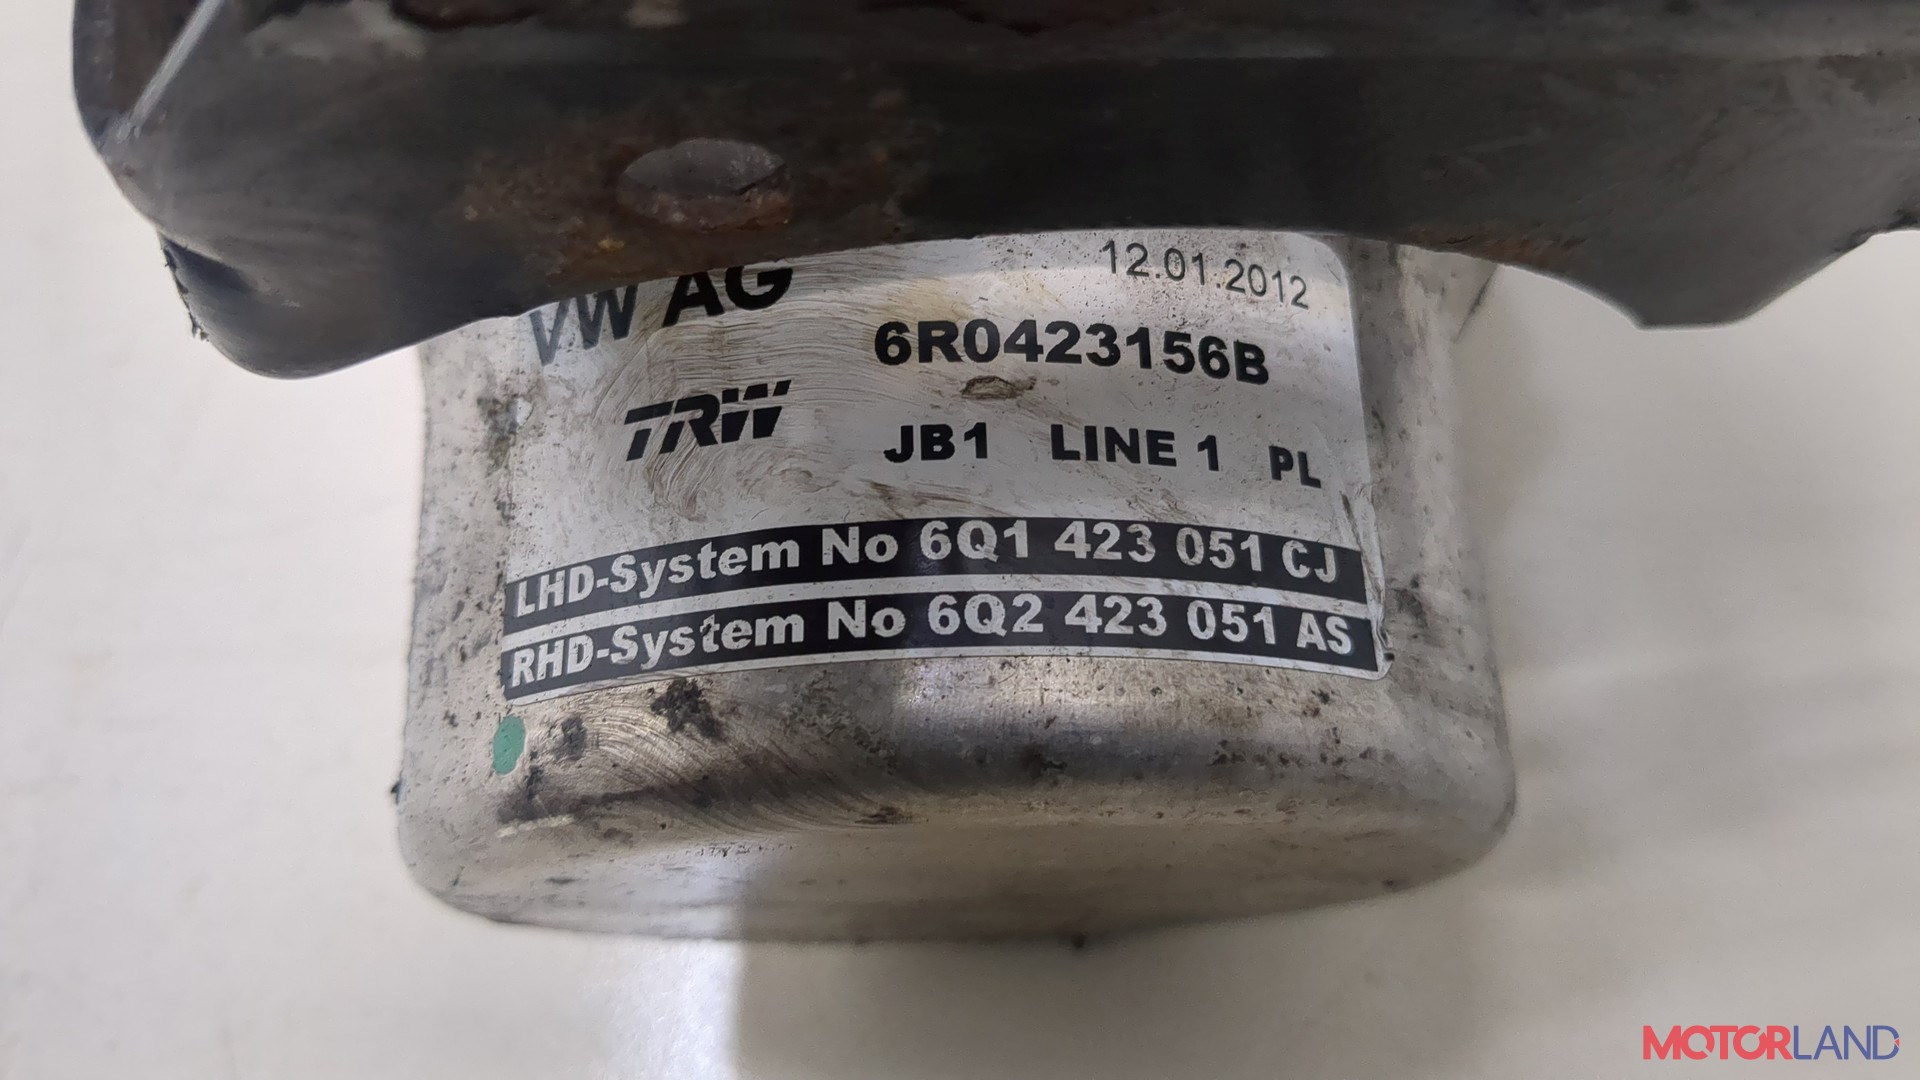 VW AG
12.01.2012
6R0423156B
TRW
JB1 LINE 1 PL
LHD-System No 6Q1 423 051 CJ
RHD-System No 6Q2 423 051 AS
MOTORLAND